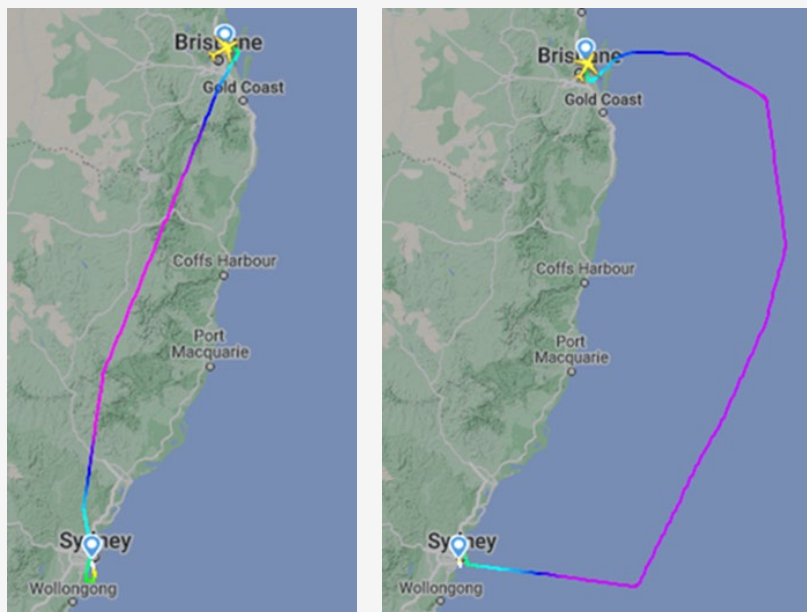 Brisbane
Gold Coast
Coffs Harbour
Port
Macquarie
Sydney
Wollongong
Brisbane
Gold Coast
Coffs Harbour
Port
Macquarie
Sydney
Wollongong